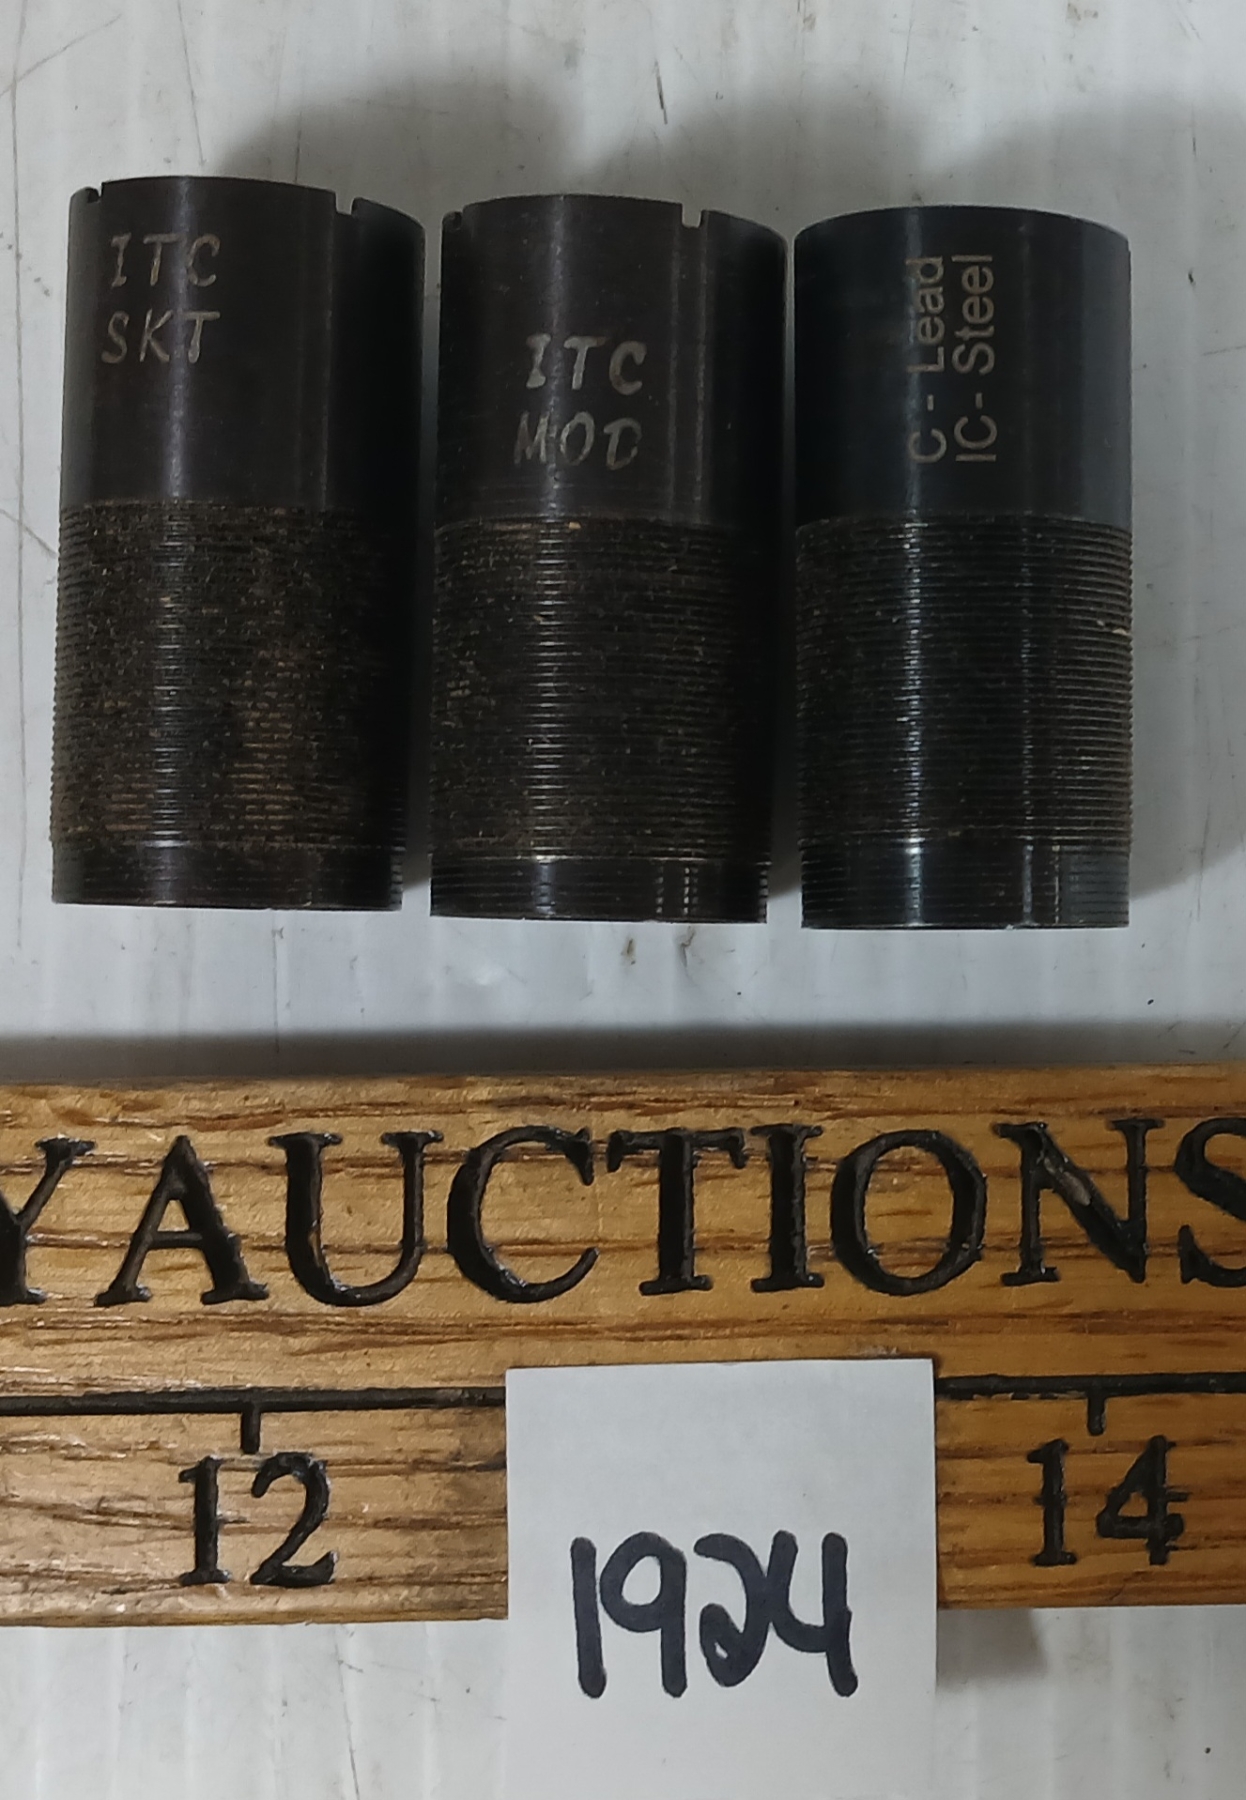 ITC
SKT
ITC
MOD
C - Lead
IC - Steel
YAUCTIONS
12
14
1924